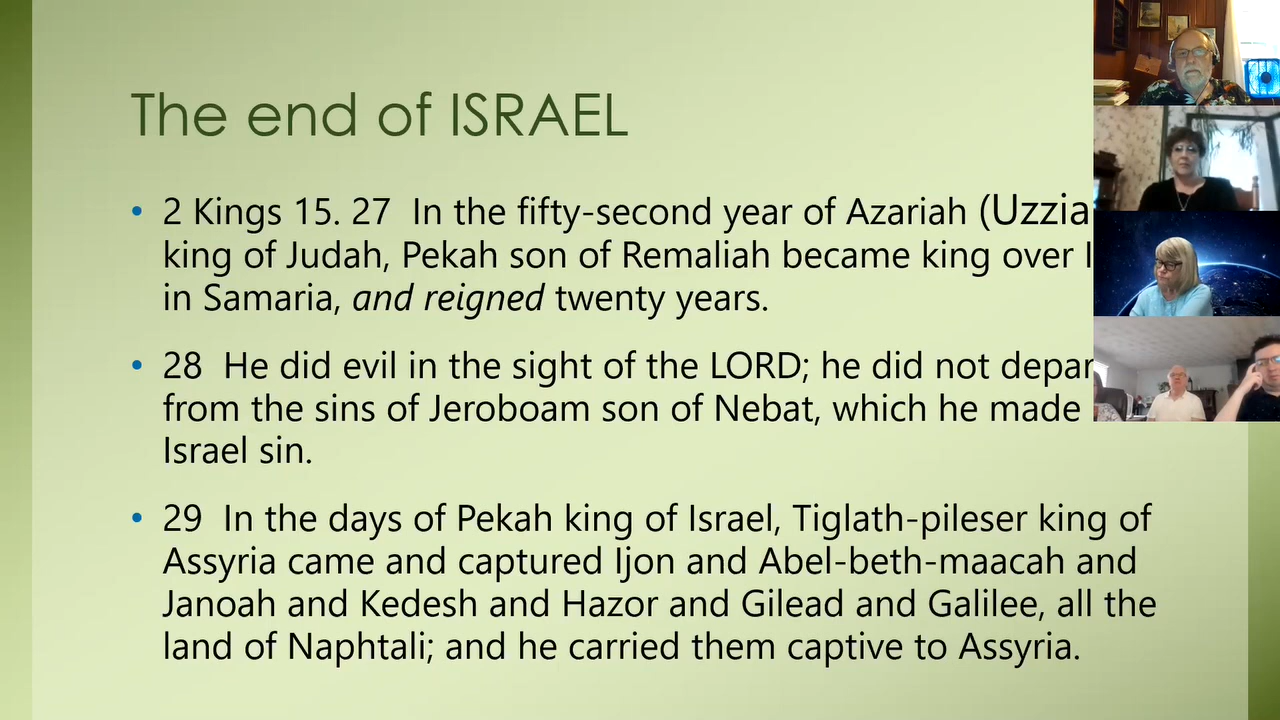 The end of ISRAEL
• 2 Kings 15. 27 In the fifty-second year of Azariah
king of Judah, Pekah son of Remaliah became king over
in Samaria, and reigned twenty years.
• 28 He did evil in the sight of the LORD; he did not
from the sins of Jeroboam son of Nebat, which he made
Israel sin.
• 29 In the days of Pekah king of Israel, Tiglath-pileser king of
Assyria came and captured Ijon and Abel-beth-maacah and
Janoah and Kedesh and Hazor and Gilead and Galilee, all the
land of Naphtali; and he carried them captive to Assyria.